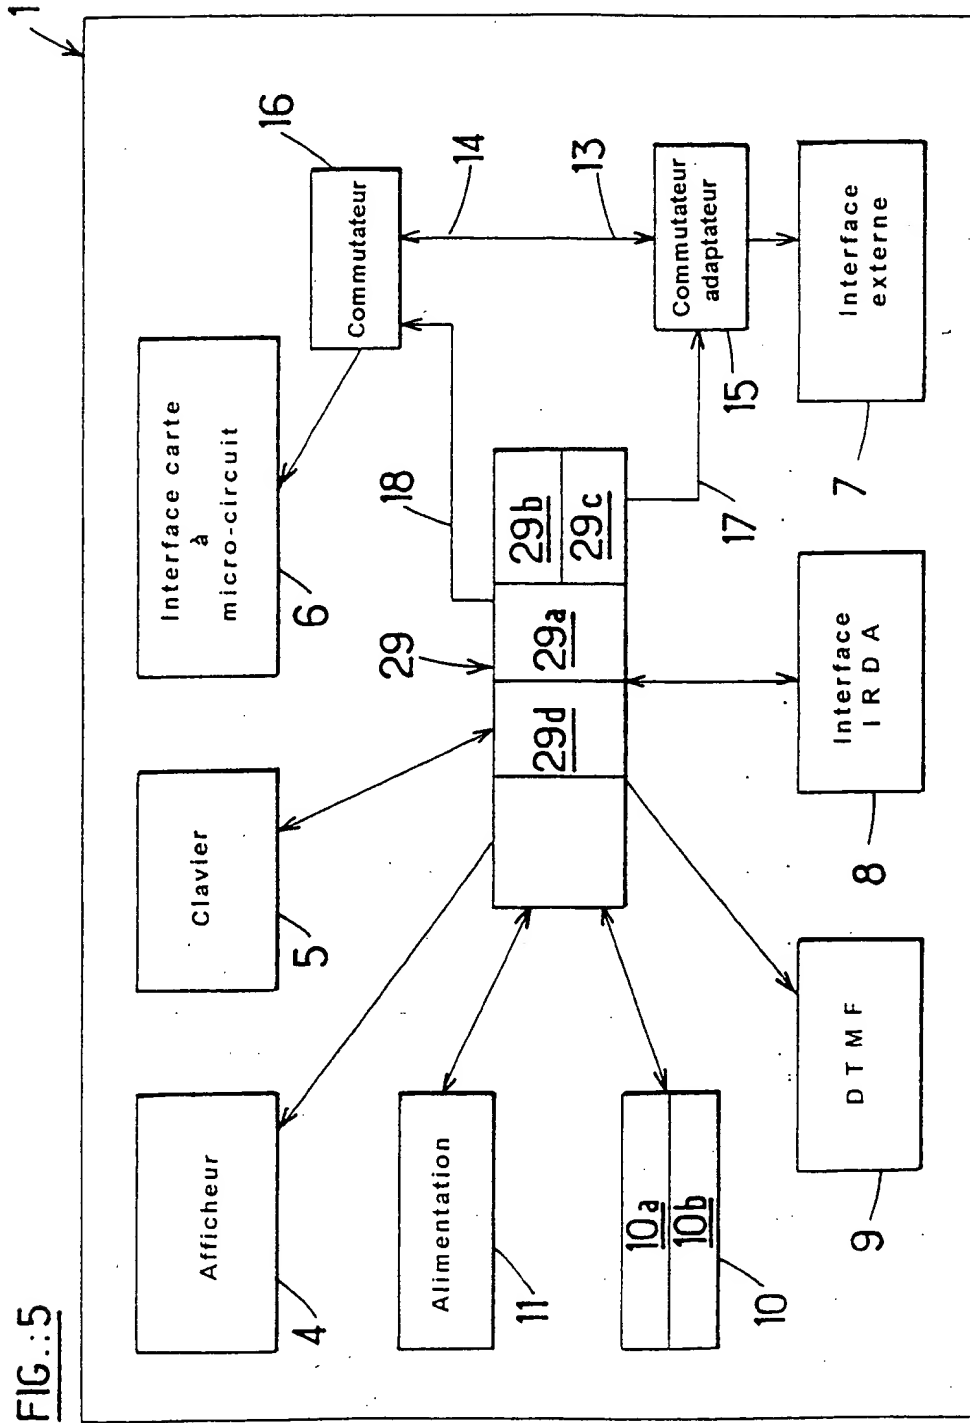 FIG.:5
1
Afficheur
4
Clavier
5
Interface carte
à
micro-circuit
6
Commutateur
16
Alimentation
11
29
18
14
29d
29a
29b
29c
13
10a
10b
10
17
Commutateur
adaptateur
15
DTMF
9
Interface
IRDA
8
Interface
externe
7